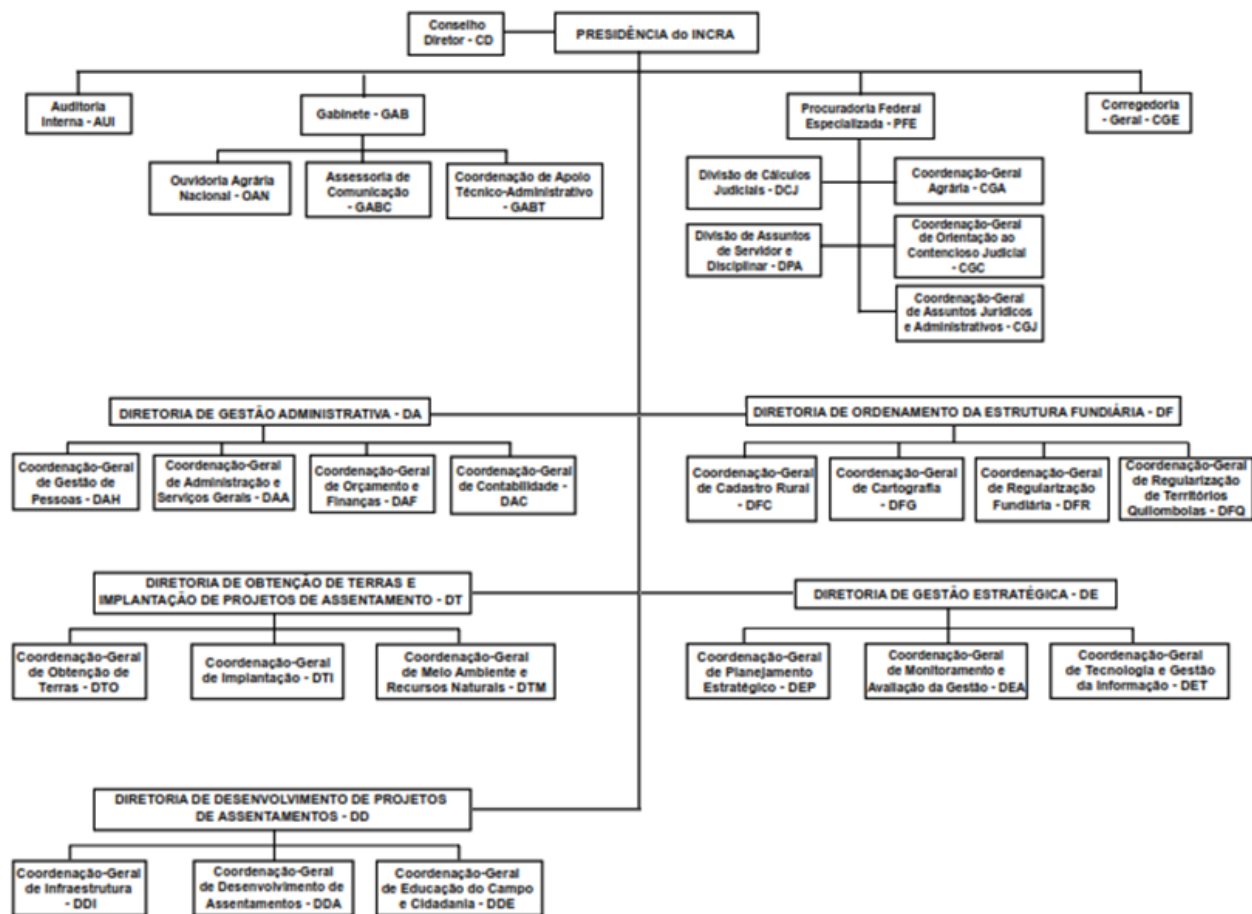 Conselho
Diretor - CD
PRESIDÊNCIA do INCRA
Auditoria
Interna - AUI
Gabinete - GAB
Procuradoria Federal
Especializada - PFE
Corregedoria
- Geral - CGE
Ouvidoria Agrária
Nacional - OAN
Assessoria de
Comunicação
- GABC
Coordenação de Apoio
Técnico-Administrativo
- GABT
Divisão de Cálculos
Judiciais - DCJ
Coordenação-Geral
Agrária - CGA
Divisão de Assuntos
de Servidor e
Disciplinar - DPA
Coordenação-Geral
de Orientação ao
Contencioso Judicial
- CGC
Coordenação-Geral
de Assuntos Jurídicos
e Administrativos - CGJ
DIRETORIA DE GESTÃO ADMINISTRATIVA - DA
DIRETORIA DE ORDENAMENTO DA ESTRUTURA FUNDIÁRIA - DF
Coordenação-Geral
de Gestão de
Pessoas - DAH
Coordenação-Geral
de Administração e
Serviços Gerais - DAA
Coordenação-Geral
de Orçamento e
Finanças - DAF
Coordenação-Geral
de Contabilidade -
DAC
Coordenação-Geral
de Cadastro Rural
- DFC
Coordenação-Geral
de Cartografia
- DFG
Coordenação-Geral
de Regularização
Fundiária - DFR
Coordenação-Geral
de Regularização
de Territórios
Quilombolas - DFQ
DIRETORIA DE OBTENÇÃO DE TERRAS E
IMPLANTAÇÃO DE PROJETOS DE ASSENTAMENTO - DT
DIRETORIA DE GESTÃO ESTRATÉGICA - DE
Coordenação-Geral
de Obtenção de
Terras - DTO
Coordenação-Geral
de Implantação - DTI
Coordenação-Geral
de Meio Ambiente e
Recursos Naturais - DTM
Coordenação-Geral
de Planejamento
Estratégico - DEP
Coordenação-Geral
de Monitoramento e
Avaliação da Gestão - DEA
Coordenação-Geral
de Tecnologia e Gestão
da Informação - DET
DIRETORIA DE DESENVOLVIMENTO DE PROJETOS
DE ASSENTAMENTOS - DD
Coordenação-Geral
de Infraestrutura
- DDI
Coordenação-Geral
de Desenvolvimento de
Assentamentos - DDA
Coordenação-Geral
de Educação do Campo
e Cidadania - DDE